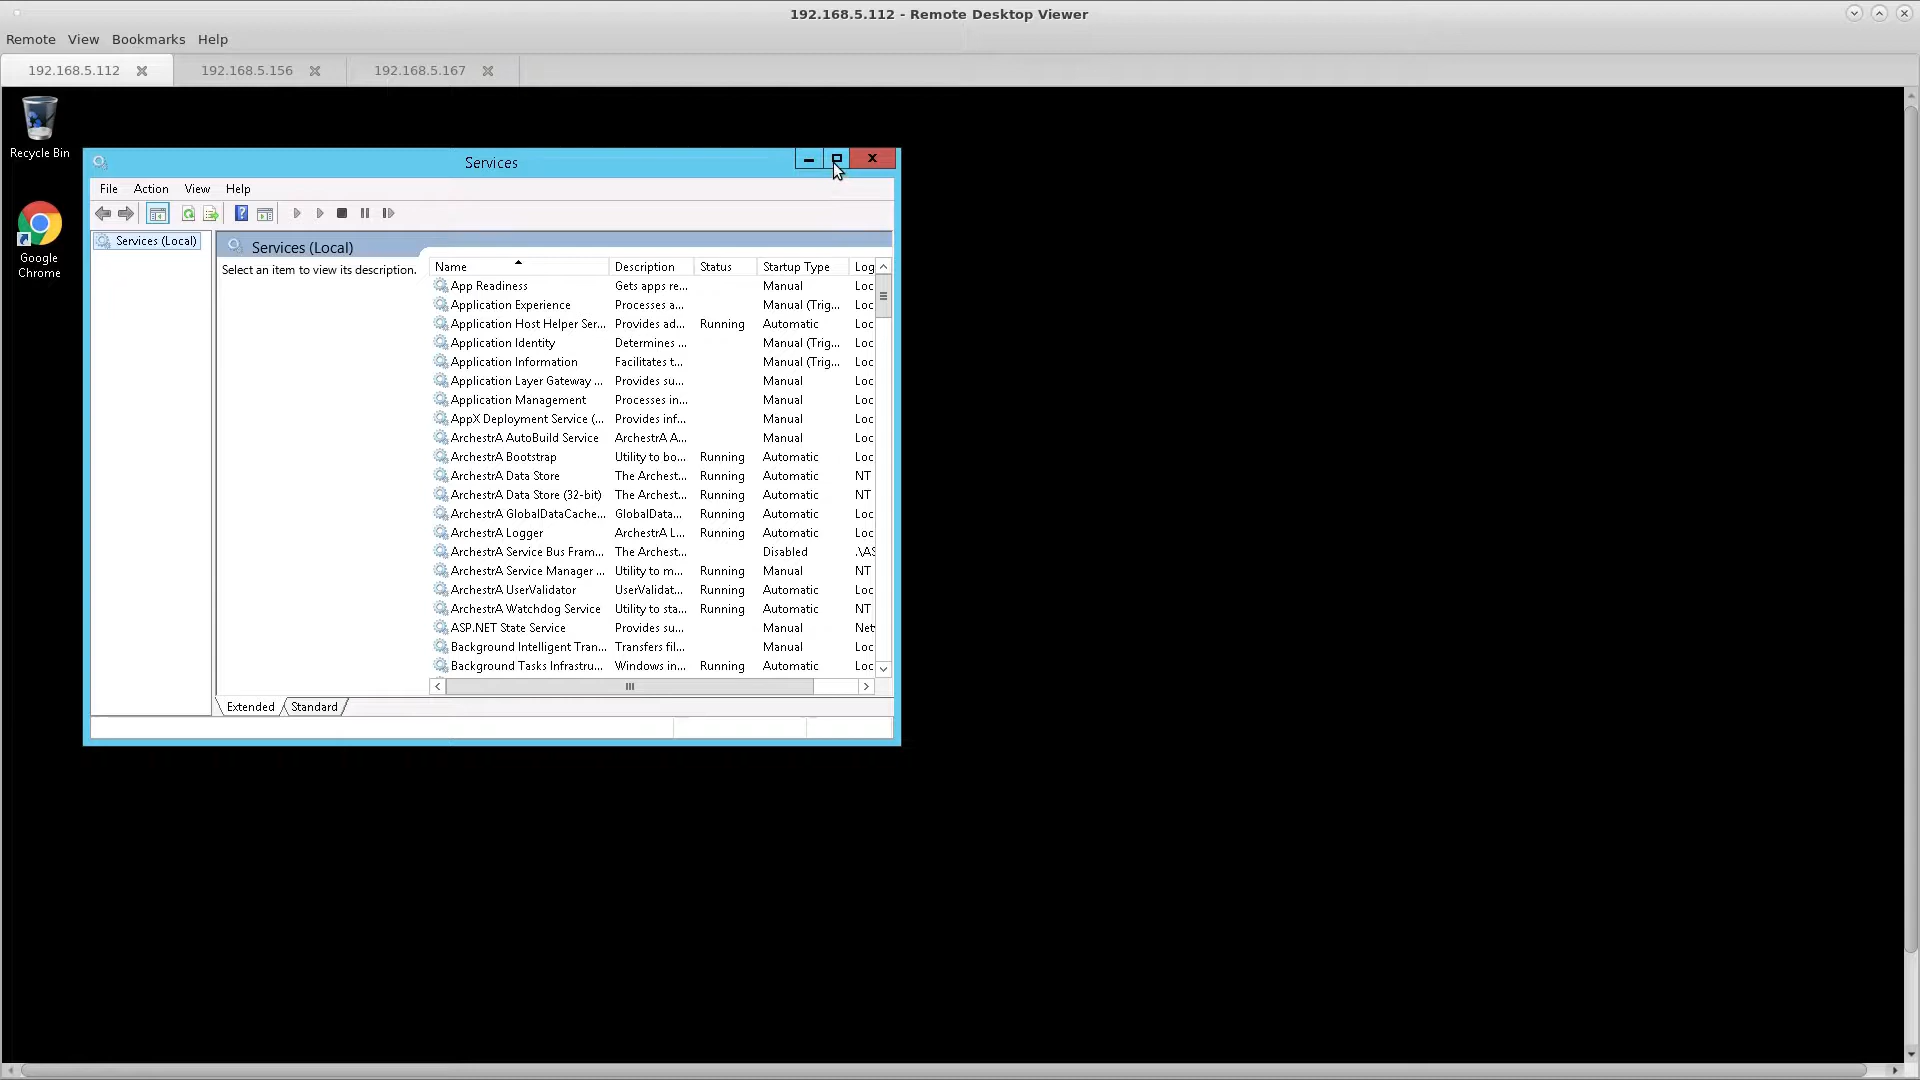 192.168.5.112 - Remote Desktop Viewer
Remote View Bookmarks Help
192.168.5.112 192.168.5.156 192.168.5.167
Recycle Bin
Google
Chrome
Services
File Action View Help
Services (Local)
Services (Local)
Select an item to view its description.
Name Description Status Startup Type Log
App Readiness Gets apps re... Manual Loc
Application Experience Processes a... Manual (Trig... Loc
Application Host Helper Ser... Provides ad... Running Automatic Loc
Application Identity Determines ... Manual (Trig... Loc
Application Information Facilitates t... Manual (Trig... Loc
Application Layer Gateway ... Provides su... Manual Loc
Application Management Processes in... Manual Loc
AppX Deployment Service (... Provides inf... Manual Loc
ArchestrA AutoBuild Service ArchestrA A... Manual Loc
ArchestrA Bootstrap Utility to bo... Running Automatic Loc
ArchestrA Data Store The Archest... Running Automatic NT
ArchestrA Data Store (32-bit) The Archest... Running Automatic NT
ArchestrA GlobalDataCache... GlobalData... Running Automatic Loc
ArchestrA Logger ArchestrA L... Running Automatic Loc
ArchestrA Service Bus Fram... The Archest... Disabled .\AS
ArchestrA Service Manager ... Utility to m... Running Manual NT
ArchestrA UserValidator UserValidat... Running Automatic Loc
ArchestrA Watchdog Service Utility to sta... Running Automatic NT
ASP.NET State Service Provides su... Manual Net
Background Intelligent Tran... Transfers fil... Manual Loc
Background Tasks Infrastru... Windows in... Running Automatic Loc
Extended Standard